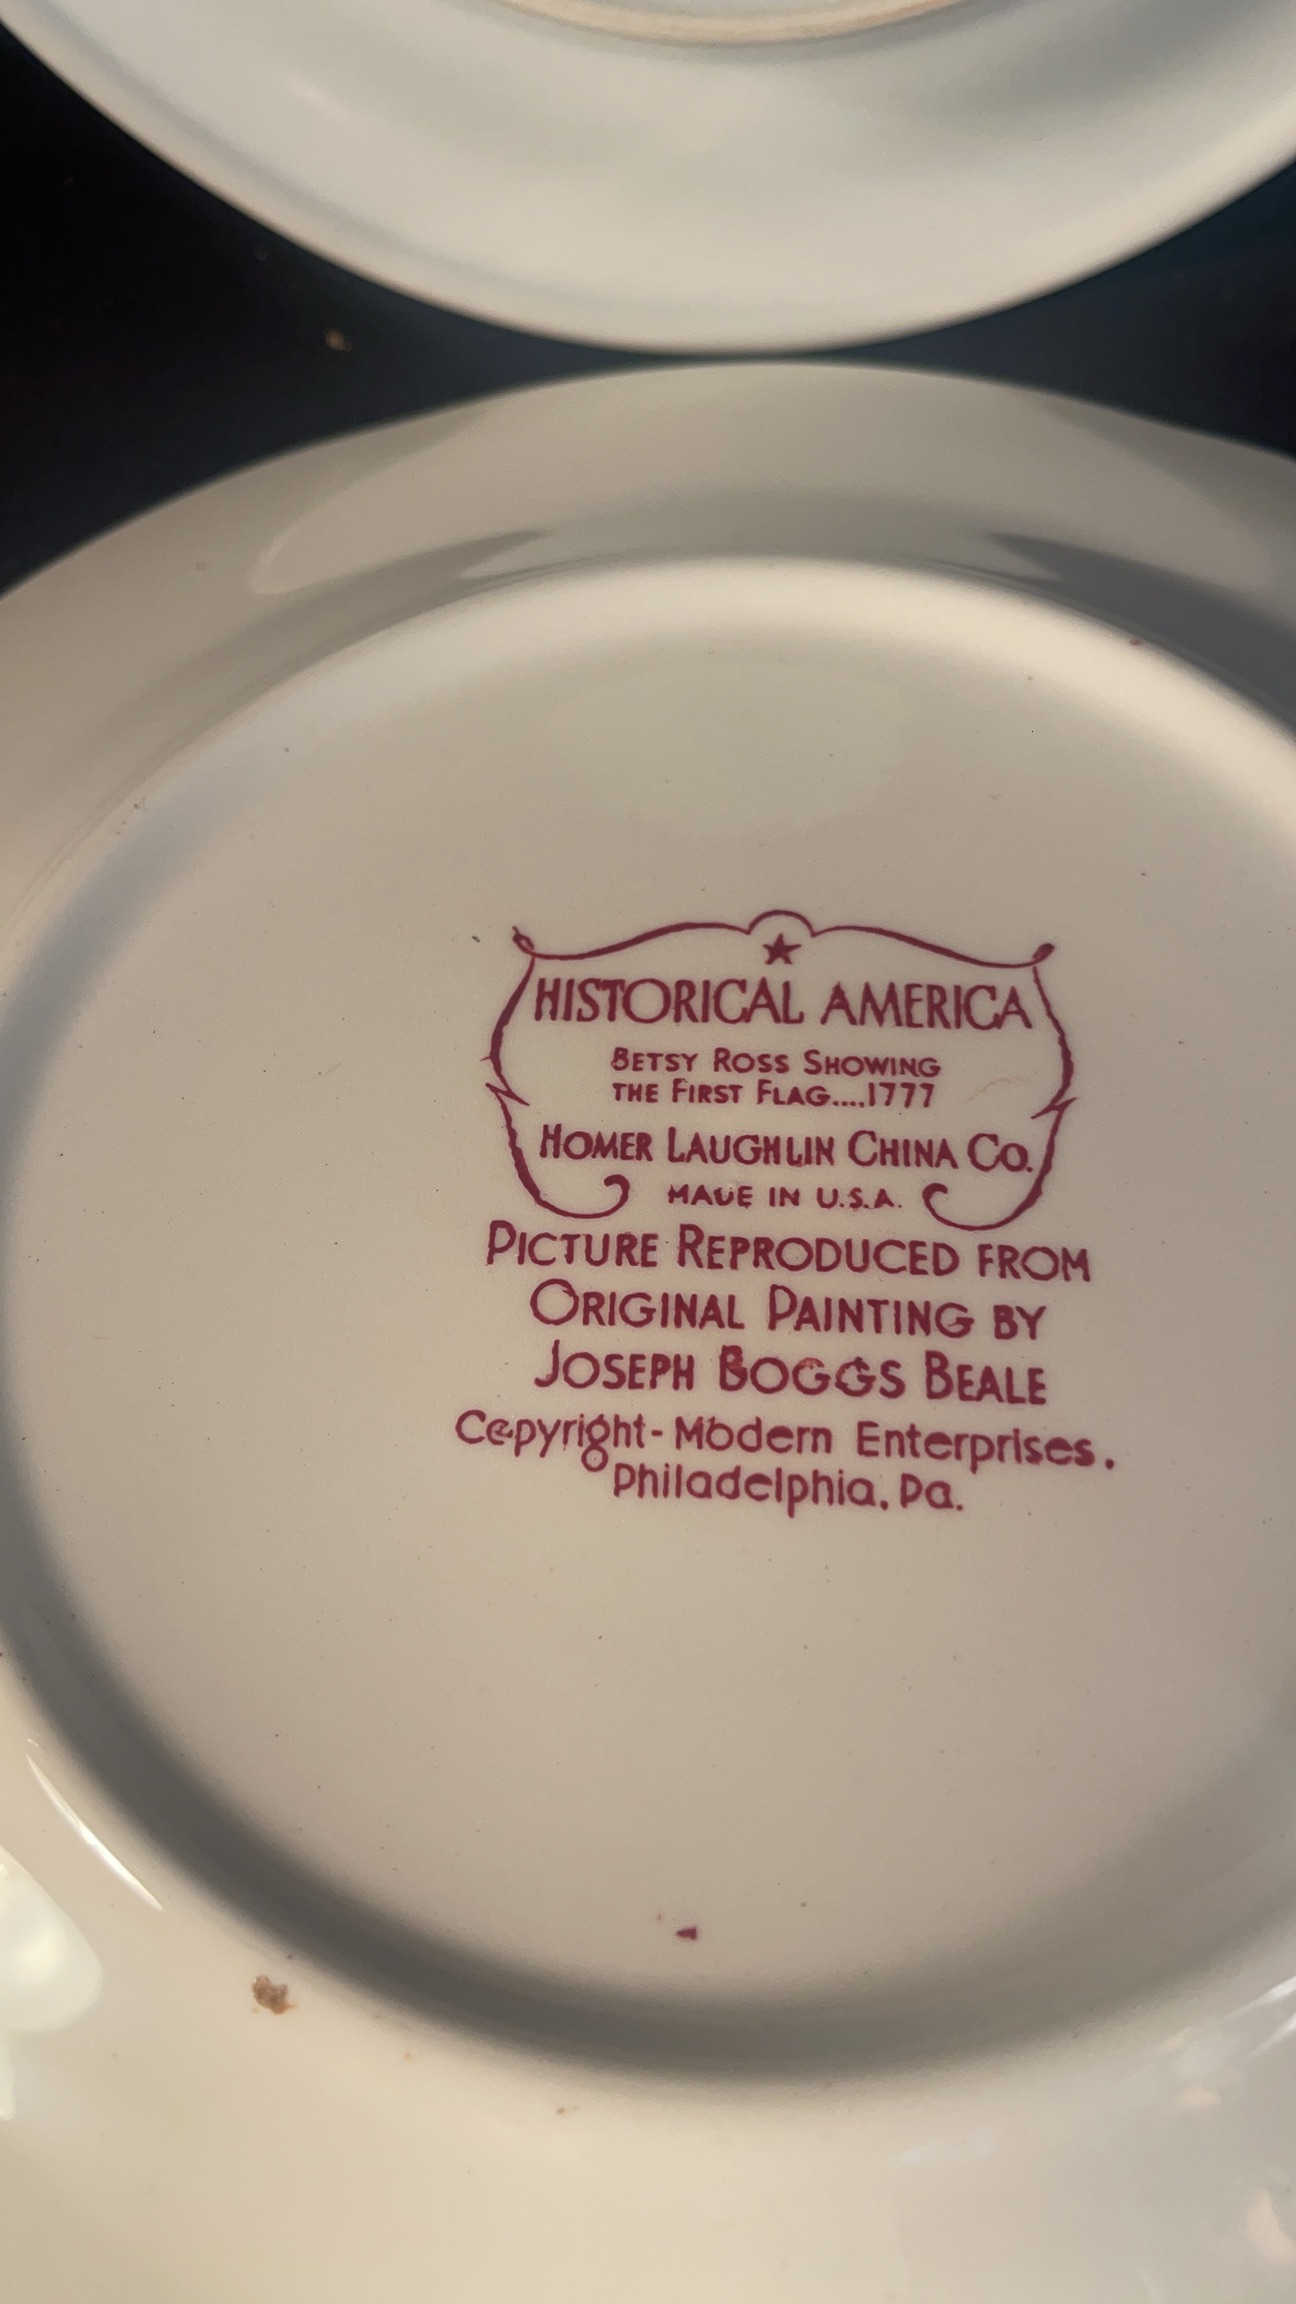 HISTORICAL AMERICA
BETSY ROSS SHOWING
THE FIRST FLAG....1777
HOMER LAUGHLIN CHINA CO.
MADE IN U.S.A.
PICTURE REPRODUCED FROM
ORIGINAL PAINTING BY
JOSEPH BOGGS BEALE
Copyright-Modern Enterprises.
Philadelphia, Pa.